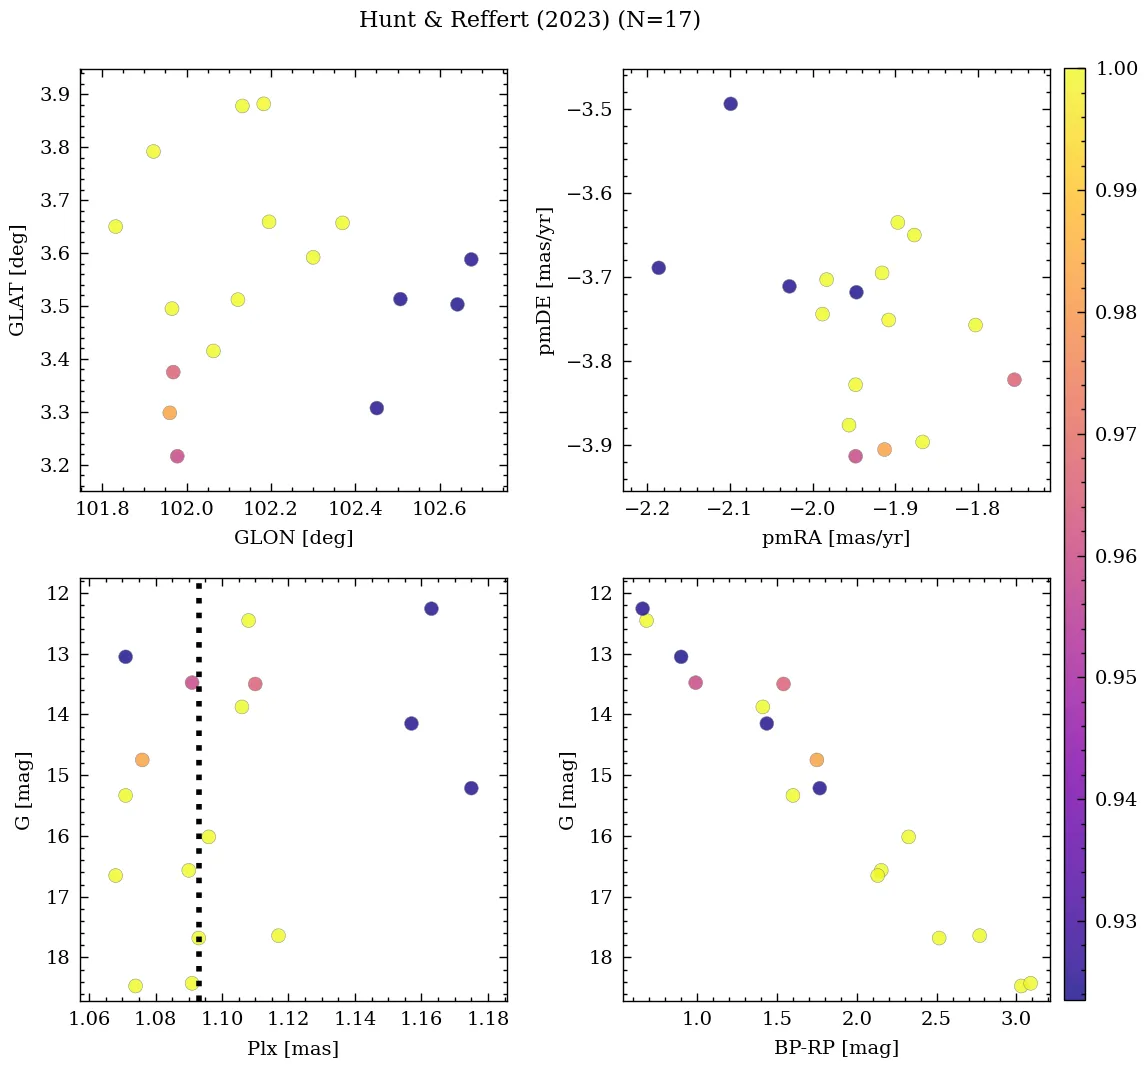 Hunt & Reffert (2023) (N=17)
3.9
3.8
3.7
3.6
3.5
3.4
3.3
3.2
GLAT [deg]
101.8 102.0 102.2 102.4 102.6
GLON [deg]
−3.5
−3.6
−3.7
−3.8
−3.9
pmDE [mas/yr]
−2.2 −2.1 −2.0 −1.9 −1.8
pmRA [mas/yr]
12
13
14
15
16
17
18
G [mag]
1.06 1.08 1.10 1.12 1.14 1.16 1.18
Plx [mas]
12
13
14
15
16
17
18
G [mag]
1.0 1.5 2.0 2.5 3.0
BP-RP [mag]
1.00
0.99
0.98
0.97
0.96
0.95
0.94
0.93